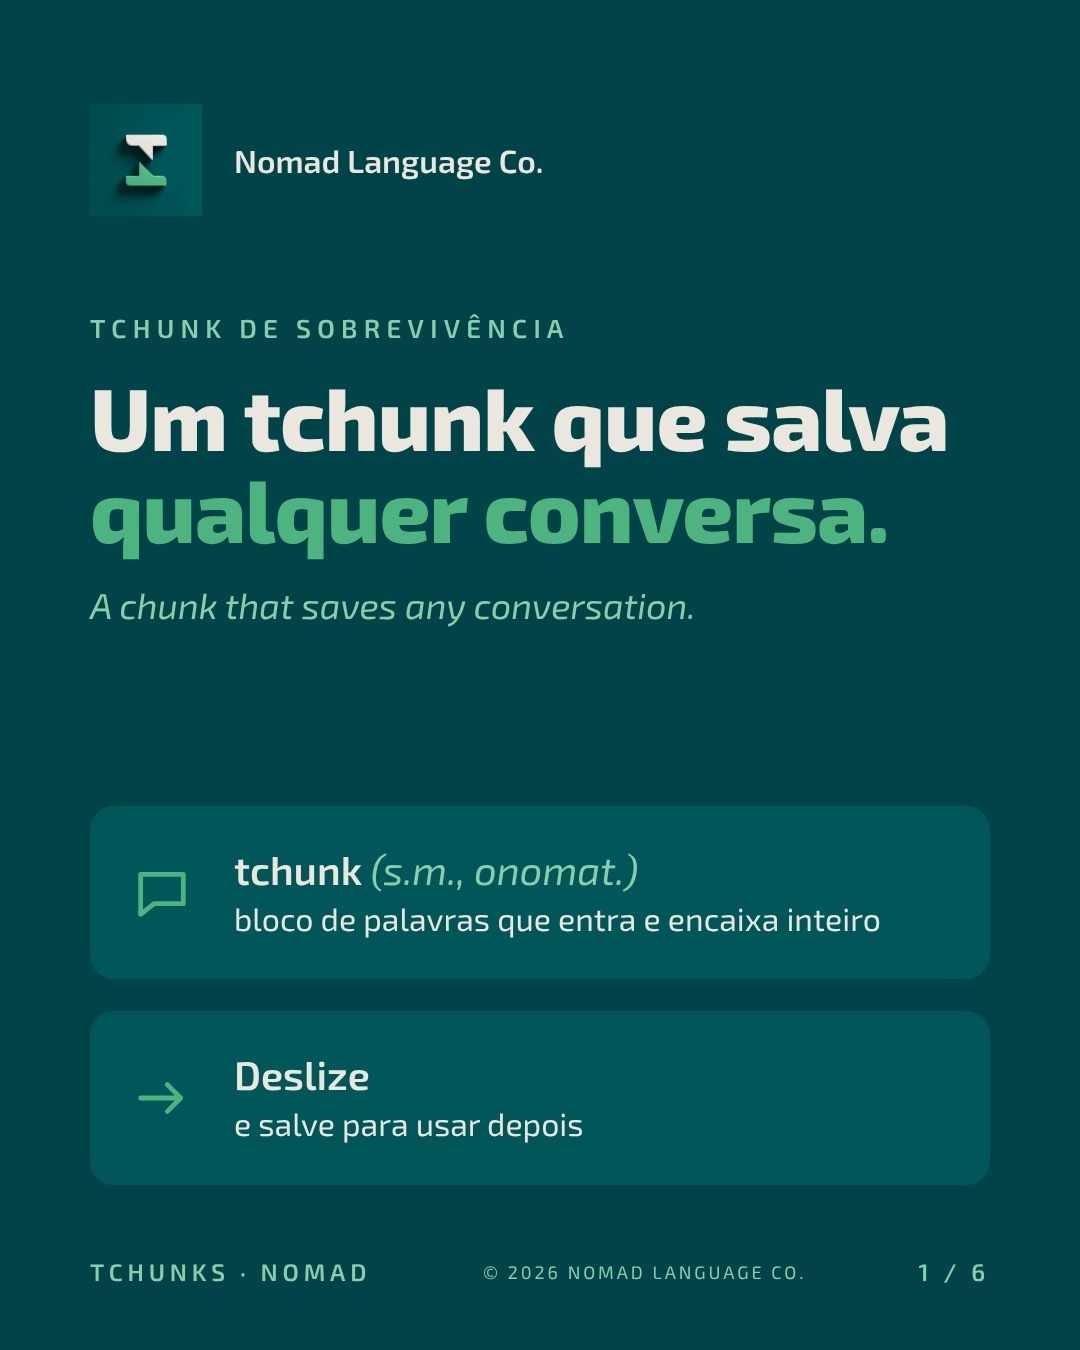 Nomad Language Co.
TCHUNK DE SOBREVIVÊNCIA
Um tchunk que salva
qualquer conversa.
A chunk that saves any conversation.
tchunk (s.m., onomat.)
bloco de palavras que entra e encaixa inteiro
Deslize
e salve para usar depois
TCHUNKS · NOMAD
© 2026 NOMAD LANGUAGE CO.
1 / 6